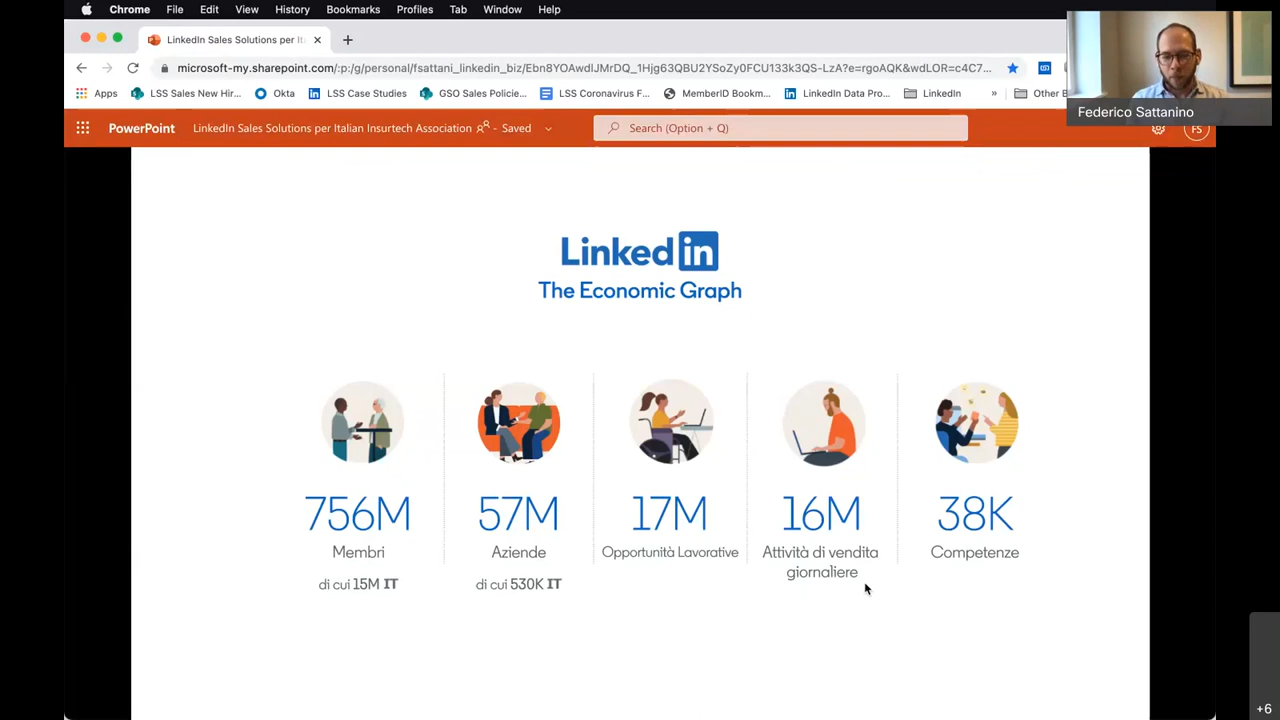 Chrome File Edit View History Bookmarks Profiles Tab Window Help
LinkedIn Sales Solutions per It
microsoft-my.sharepoint.com/:p:/g/personal/fsattani_linkedin_biz/Ebn8YOAwdIJMrDQ_1Hjg63QBU2YSoZy0FCU133k3QS-LzA?e=rgoAQK&wdLOR=c4C7...
Apps LSS Sales New Hir... Okta LSS Case Studies GSO Sales Policie... LSS Coronavirus F... MemberID Bookm... LinkedIn Data Pro... » LinkedIn Other B
Federico Sattanino
PowerPoint LinkedIn Sales Solutions per Italian Insurtech Association - Saved Search (Option + Q) FS
LinkedIn
The Economic Graph
756M 57M 17M 16M 38K
Membri Aziende Opportunità Lavorative Attività di vendita Competenze
giornaliere
di cui 15M IT di cui 530K IT
+6